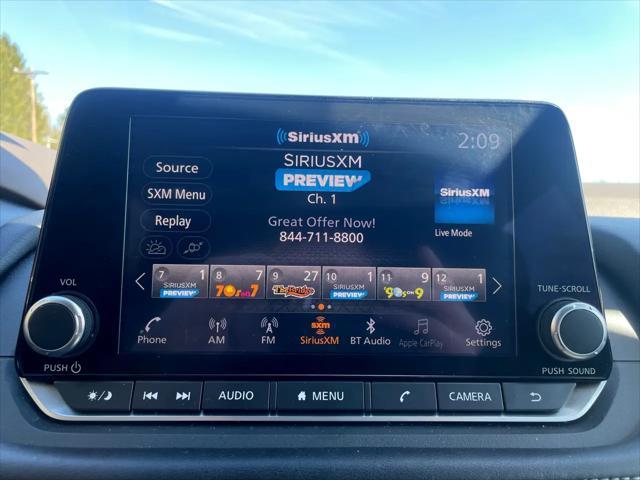 SiriusXM 2:09
SIRIUSXM
PREVIEW
Ch. 1
Great Offer Now!
844-711-8800
Source
SXM Menu
Replay
SiriusXM
Live Mode
7 1 8 7 9 27 10 1 11 9 12 1
SIRIUSXM PREVIEW 70s on 7 The Bridge SIRIUSXM PREVIEW 90s on 9 SIRIUSXM PREVIEW
VOL
TUNE-SCROLL
sxm
Phone AM FM SiriusXM BT Audio Apple CarPlay Settings
PUSH
PUSH SOUND
AUDIO MENU CAMERA